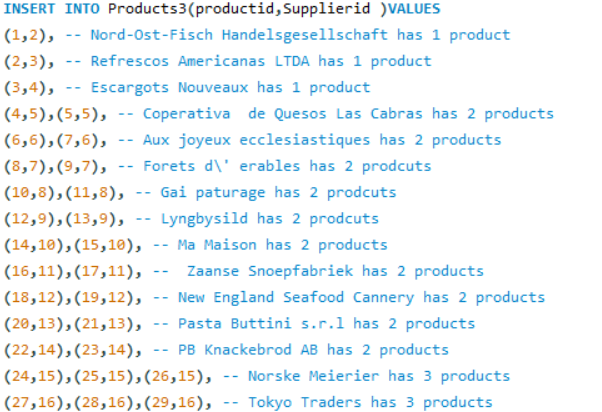 INSERT INTO Products3(productid,Supplierid )VALUES
(1,2), -- Nord-Ost-Fisch Handelsgesellschaft has 1 product
(2,3), -- Refrescos Americanas LTDA has 1 product
(3,4), -- Escargots Nouveaux has 1 product
(4,5),(5,5), -- Coperativa  de Quesos Las Cabras has 2 products
(6,6),(7,6), -- Aux joyeux ecclesiastiques has 2 products
(8,7),(9,7), -- Forets d\' erables has 2 prodcuts
(10,8),(11,8), -- Gai paturage has 2 prodcuts
(12,9),(13,9), -- Lyngbysild has 2 prodcuts
(14,10),(15,10), -- Ma Maison has 2 products
(16,11),(17,11), --  Zaanse Snoepfabriek has 2 products
(18,12),(19,12), -- New England Seafood Cannery has 2 products
(20,13),(21,13), -- Pasta Buttini s.r.l has 2 products
(22,14),(23,14), -- PB Knackebrod AB has 2 products
(24,15),(25,15),(26,15), -- Norske Meierier has 3 products
(27,16),(28,16),(29,16), -- Tokyo Traders has 3 products